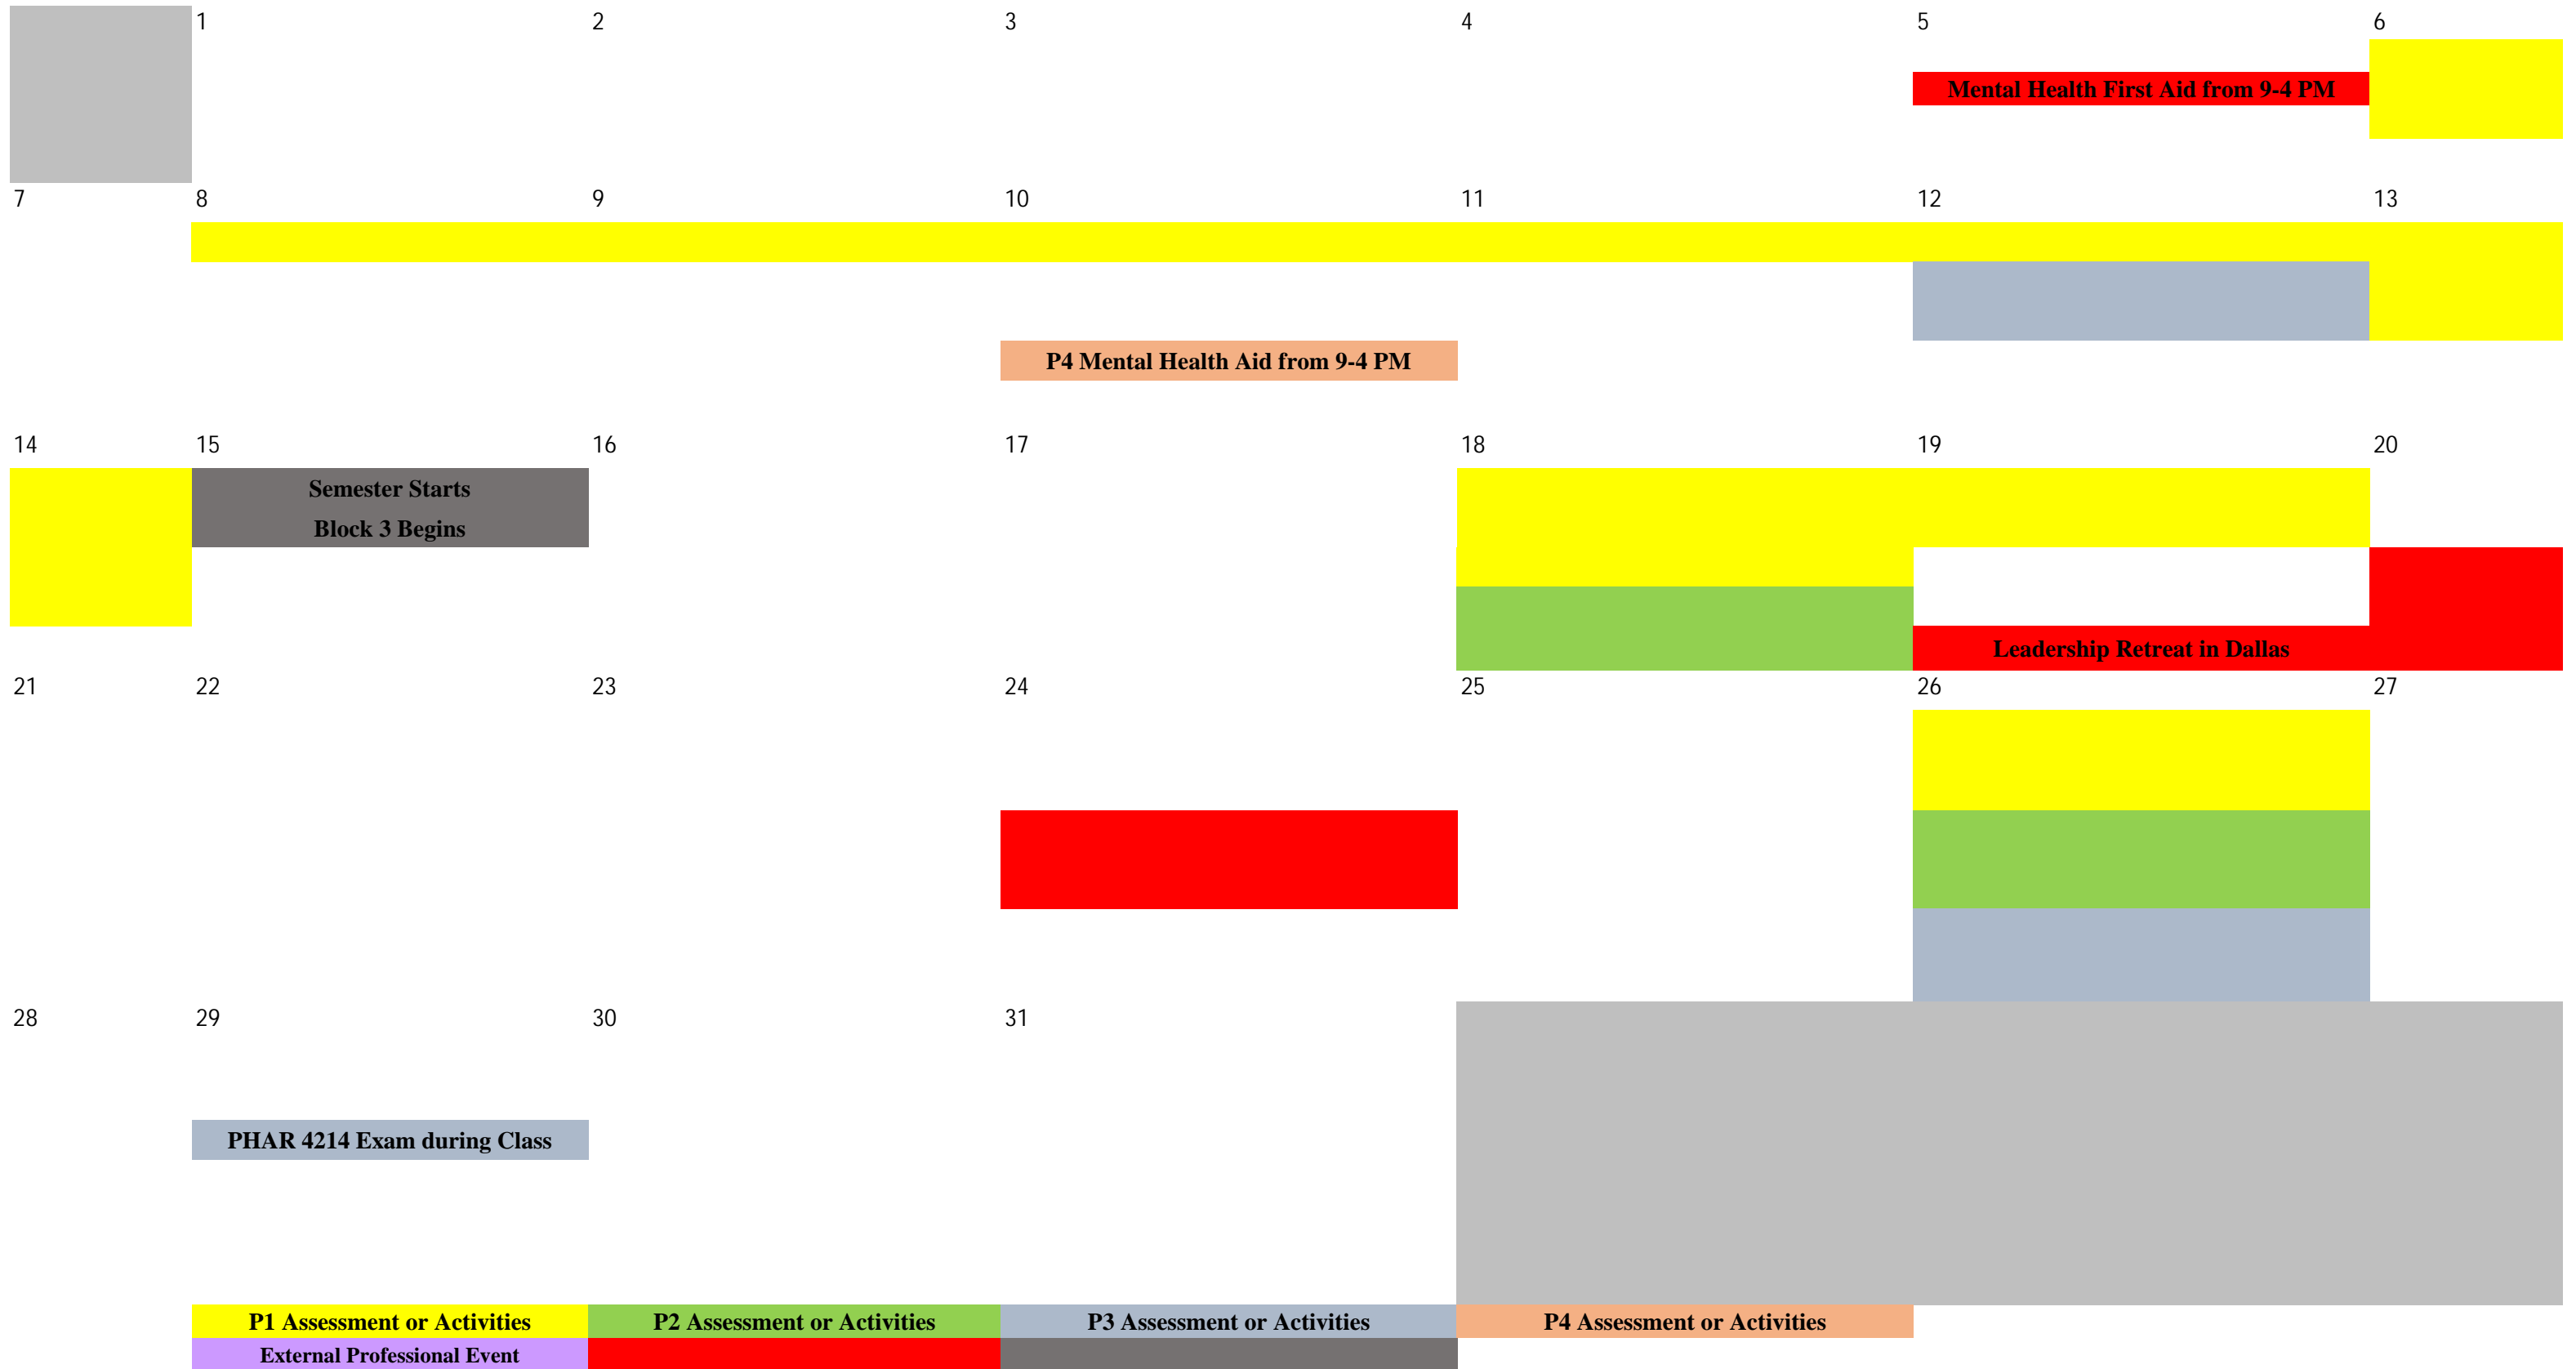 1 2 3 4 5 6
Mental Health First Aid from 9-4 PM
7 8 9 10 11 12 13
P4 Mental Health Aid from 9-4 PM
14 15 16 17 18 19 20
Semester Starts
Block 3 Begins
Leadership Retreat in Dallas
21 22 23 24 25 26 27
28 29 30 31
PHAR 4214 Exam during Class
P1 Assessment or Activities P2 Assessment or Activities P3 Assessment or Activities P4 Assessment or Activities
External Professional Event